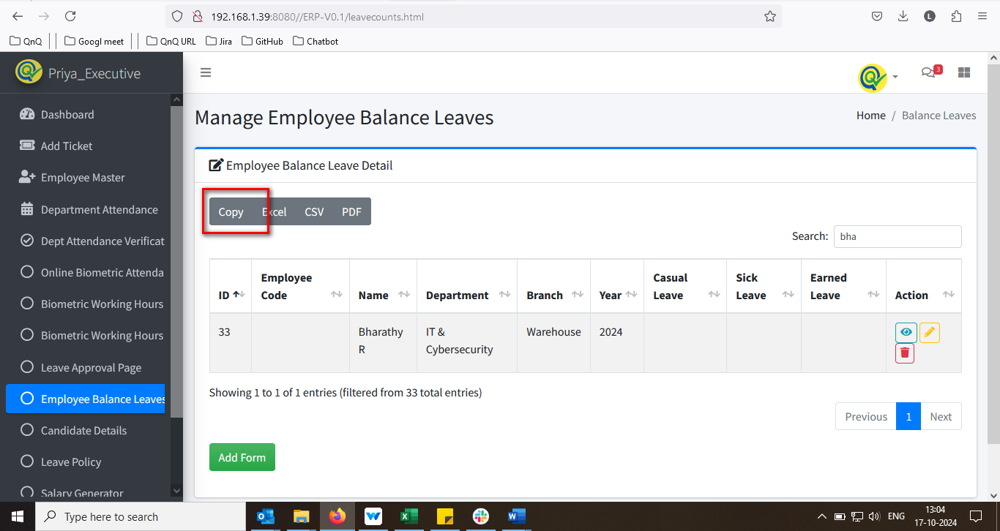 192.168.1.39:8080//ERP-V0.1/leavecounts.html
L
QnQ
Googl meet
QnQ URL
Jira
GitHub
Chatbot
Priya_Executive
3
Dashboard
Add Ticket
Employee Master
Department Attendance
Dept Attendance Verificat
Online Biometric Attenda
Biometric Working Hours
Biometric Working Hours
Leave Approval Page
Employee Balance Leaves
Candidate Details
Leave Policy
Salary Generator
Manage Employee Balance Leaves
Home / Balance Leaves
Employee Balance Leave Detail
Copy Excel CSV PDF
Search: bha
ID Employee Code Name Department Branch Year Casual Leave Sick Leave Earned Leave Action
33 Bharathy R IT & Cybersecurity Warehouse 2024
Showing 1 to 1 of 1 entries (filtered from 33 total entries)
Previous 1 Next
Add Form
Type here to search
ENG
13:04
17-10-2024